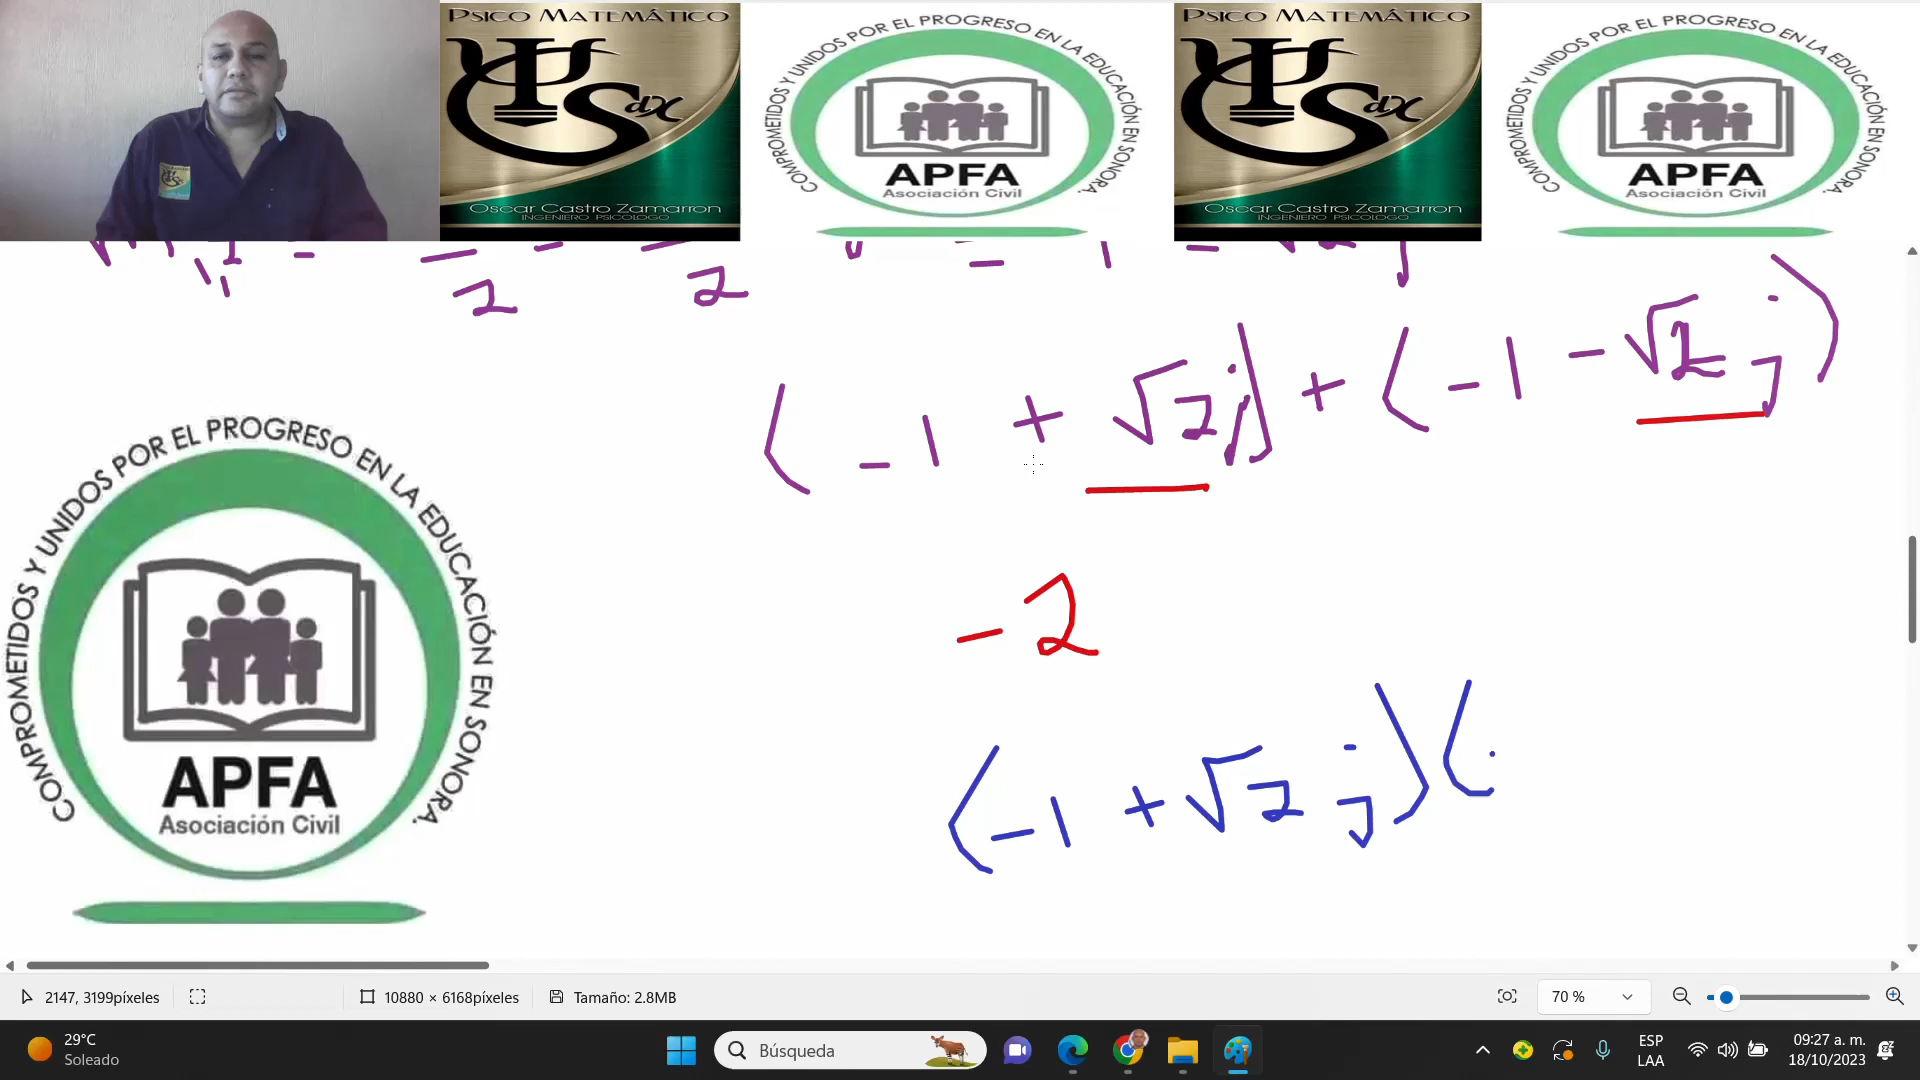 PSICO MATEMÁTICO
dx
Oscar Castro Zamarron
INGENIERO PSICOLOGO
COMPROMETIDOS Y UNIDOS POR EL PROGRESO EN LA EDUCACIÓN EN SONORA.
APFA
Asociación Civil
PSICO MATEMÁTICO
dx
Oscar Castro Zamarron
INGENIERO PSICOLOGO
COMPROMETIDOS Y UNIDOS POR EL PROGRESO EN LA EDUCACIÓN EN SONORA.
APFA
Asociación Civil
2 2
( -1 + √2 j) + ( -1 - √2 j )
-2
( -1 + √2 j ) (
COMPROMETIDOS Y UNIDOS POR EL PROGRESO EN LA EDUCACIÓN EN SONORA.
APFA
Asociación Civil
2147, 3199píxeles 10880 × 6168píxeles Tamaño: 2.8MB 70 %
29°C
Soleado
Búsqueda
ESP
LAA
09:27 a. m.
18/10/2023